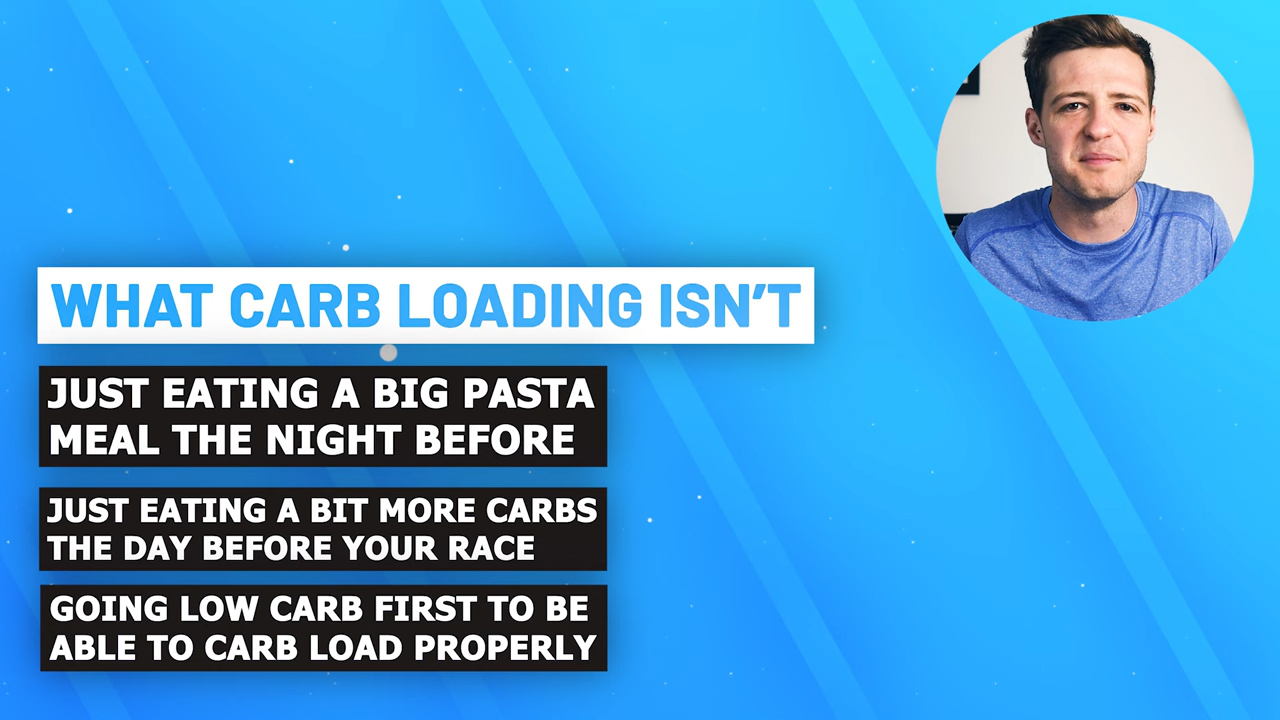 WHAT CARB LOADING ISN'T
JUST EATING A BIG PASTA
MEAL THE NIGHT BEFORE
JUST EATING A BIT MORE CARBS
THE DAY BEFORE YOUR RACE
GOING LOW CARB FIRST TO BE
ABLE TO CARB LOAD PROPERLY